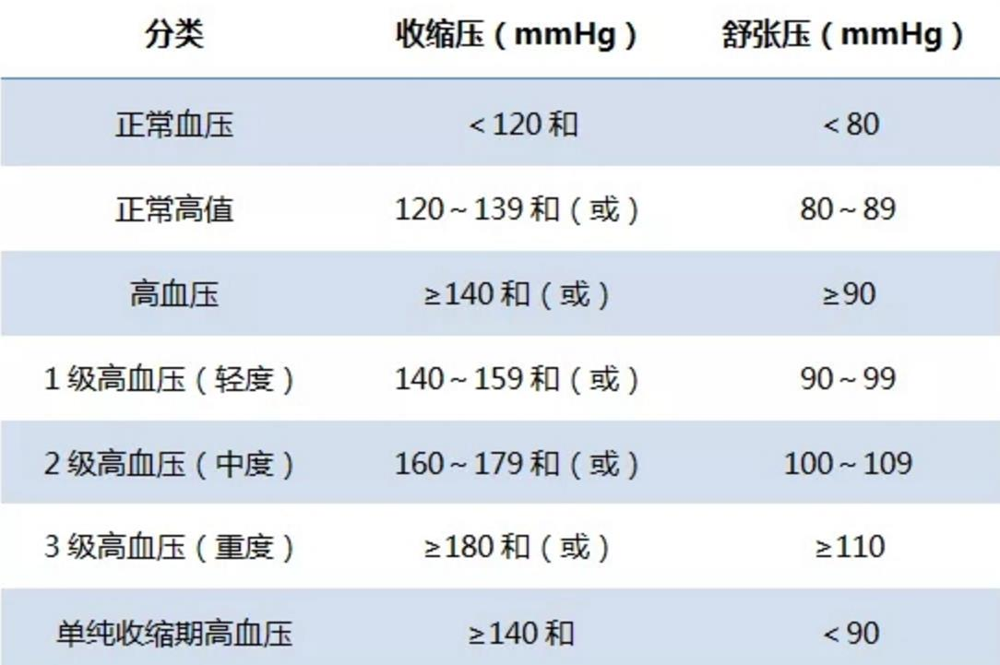 分类 收缩压（mmHg） 舒张压（mmHg）
正常血压 ＜120 和 ＜80
正常高值 120～139 和（或） 80～89
高血压 ≥140 和（或） ≥90
1 级高血压（轻度） 140～159 和（或） 90～99
2 级高血压（中度） 160～179 和（或） 100～109
3 级高血压（重度） ≥180 和（或） ≥110
单纯收缩期高血压 ≥140 和 ＜90